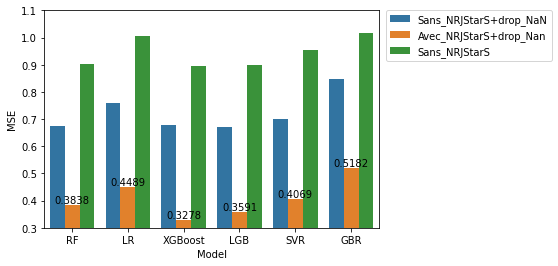 1.1
1.0
0.9
0.8
0.7
0.6
0.5
0.4
0.3
MSE
0.3838
0.4489
0.3278
0.3591
0.4069
0.5182
RF LR XGBoost LGB SVR GBR
Model
Sans_NRJStarS+drop_NaN
Avec_NRJStarS+drop_Nan
Sans_NRJStarS